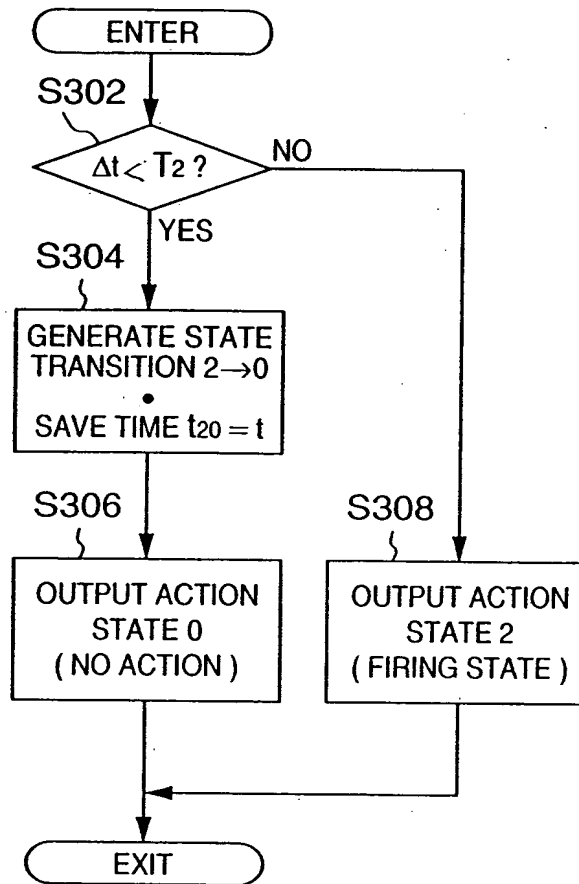 ENTER
S302
Δt < T2 ?
NO
YES
S304
GENERATE STATE
TRANSITION 2→0
•
SAVE TIME t20 = t
S306
S308
OUTPUT ACTION
STATE 0
( NO ACTION )
OUTPUT ACTION
STATE 2
( FIRING STATE )
EXIT